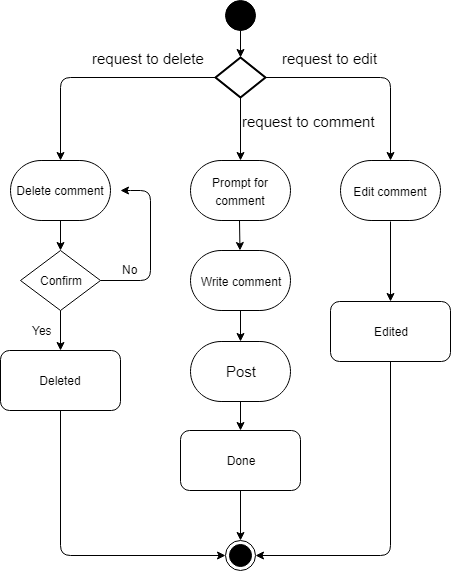 request to delete
request to edit
request to comment
Delete comment
Prompt for
comment
Edit comment
No
Confirm
Write comment
Yes
Edited
Deleted
Post
Done